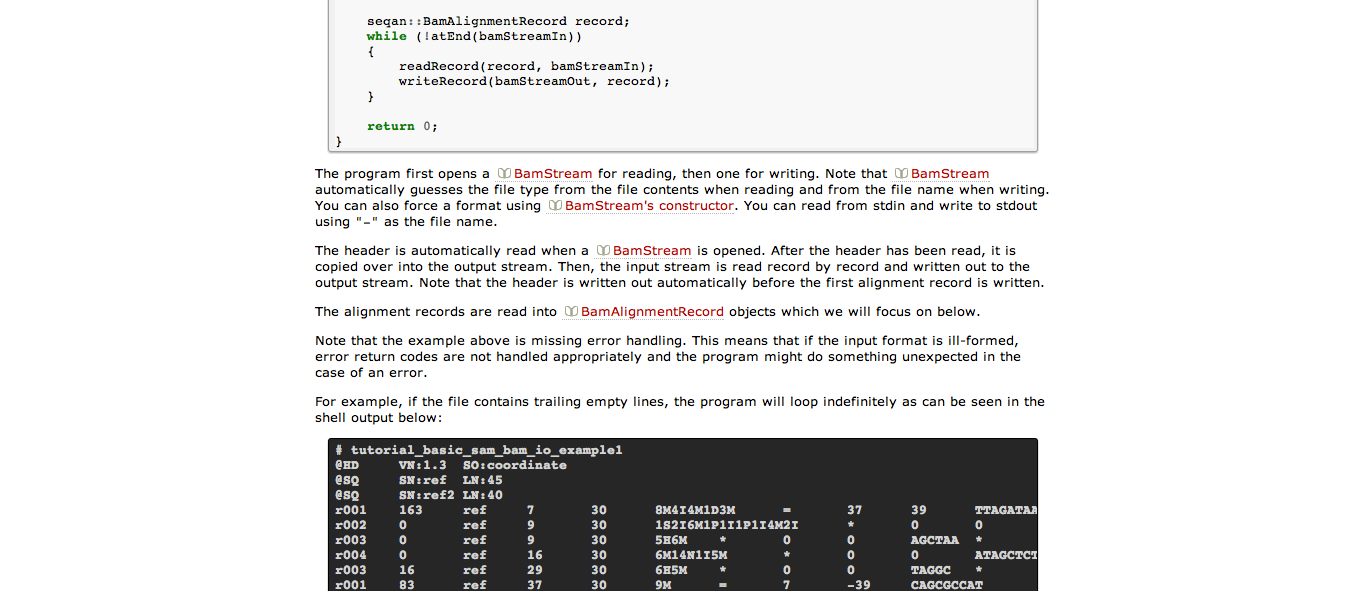 seqan::BamAlignmentRecord record;
while (!atEnd(bamStreamIn))
{
readRecord(record, bamStreamIn);
writeRecord(bamStreamOut, record);
}
return 0;
}
The program first opens a BamStream for reading, then one for writing. Note that BamStream
automatically guesses the file type from the file contents when reading and from the file name when writing.
You can also force a format using BamStream's constructor. You can read from stdin and write to stdout
using "-" as the file name.
The header is automatically read when a BamStream is opened. After the header has been read, it is
copied over into the output stream. Then, the input stream is read record by record and written out to the
output stream. Note that the header is written out automatically before the first alignment record is written.
The alignment records are read into BamAlignmentRecord objects which we will focus on below.
Note that the example above is missing error handling. This means that if the input format is ill-formed,
error return codes are not handled appropriately and the program might do something unexpected in the
case of an error.
For example, if the file contains trailing empty lines, the program will loop indefinitely as can be seen in the
shell output below:
# tutorial_basic_sam_bam_io_example1
@HD VN:1.3 SO:coordinate
@SQ SN:ref LN:45
@SQ SN:ref2 LN:40
r001 163 ref 7 30 8M4I4M1D3M = 37 39 TTAGATAA
r002 0 ref 9 30 1S2I6M1P1I1P1I4M2I * 0 0
r003 0 ref 9 30 5H6M * 0 0 AGCTAA *
r004 0 ref 16 30 6M14N1I5M * 0 0 ATAGCTCT
r003 16 ref 29 30 6H5M * 0 0 TAGGC *
r001 83 ref 37 30 9M = 7 -39 CAGCGCCAT